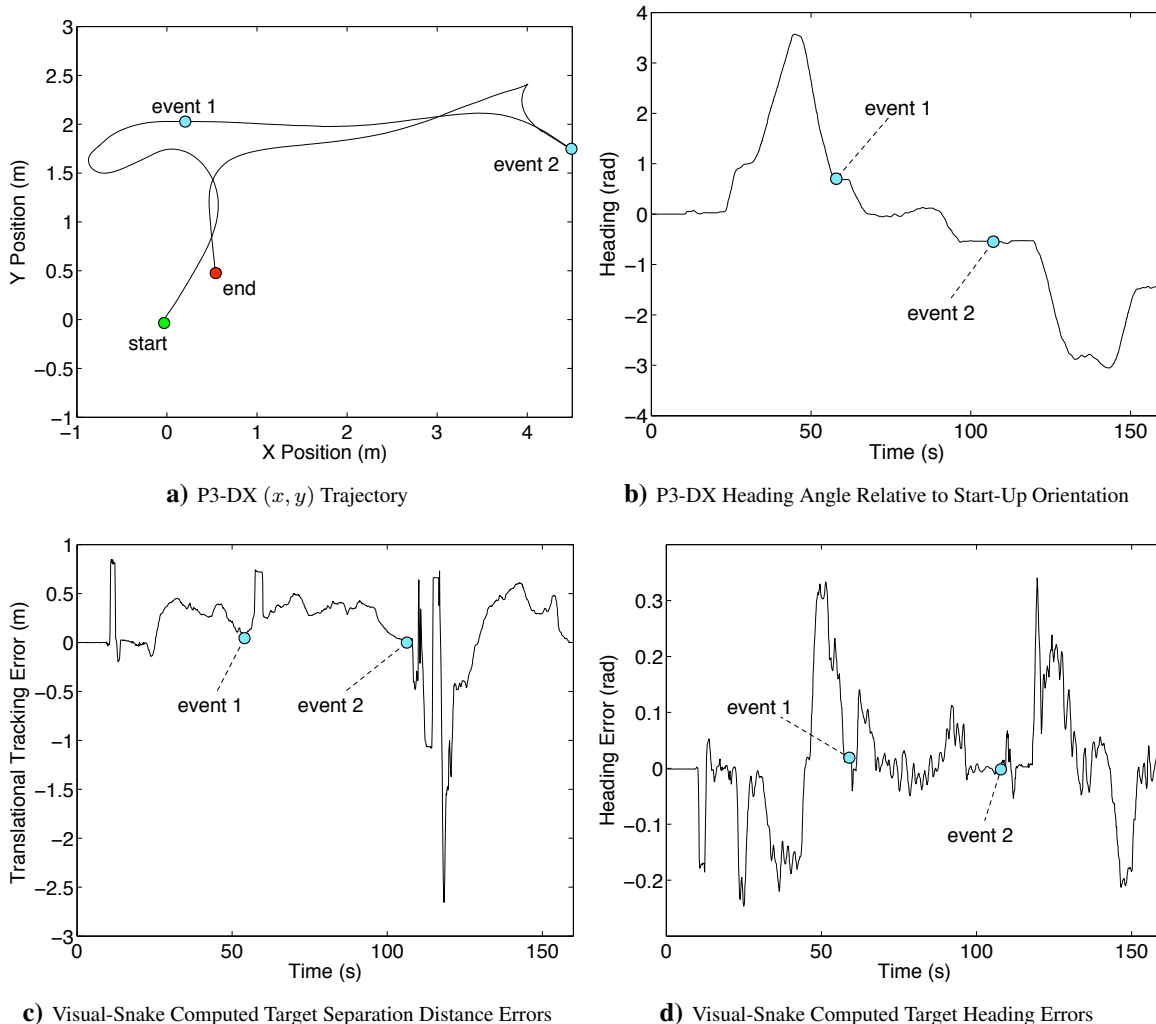 3
2.5
2
1.5
1
0.5
0
−0.5
−1
Y Position (m)
event 1
event 2
end
start
−1 0 1 2 3 4
X Position (m)
a) P3-DX (x, y) Trajectory
4
3
2
1
0
−1
−2
−3
−4
Heading (rad)
event 1
event 2
0 50 100 150
Time (s)
b) P3-DX Heading Angle Relative to Start-Up Orientation
1
0.5
0
−0.5
−1
−1.5
−2
−2.5
−3
Translational Tracking Error (m)
event 1
event 2
0 50 100 150
Time (s)
c) Visual-Snake Computed Target Separation Distance Errors
0.3
0.2
0.1
0
−0.1
−0.2
Heading Error (rad)
event 1
event 2
0 50 100 150
Time (s)
d) Visual-Snake Computed Target Heading Errors